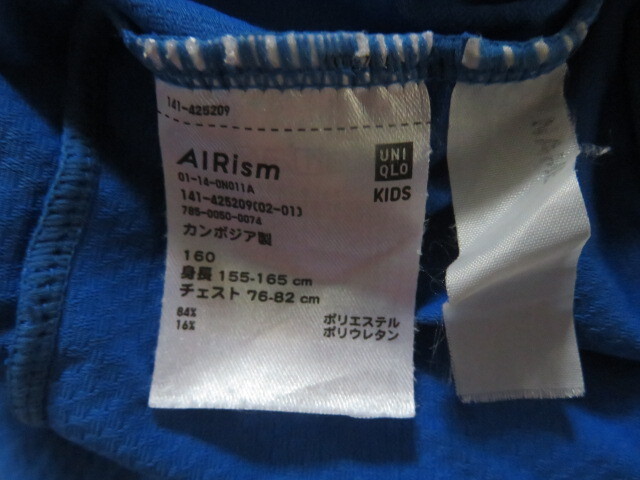 141-425209
AIRism
UNI
QLO
KIDS
01-14-0N011A
141-425209(02-01)
785-0050-0074
カンボジア製
160
身長 155-165 cm
チェスト 76-82 cm
84% ポリエステル
16% ポリウレタン